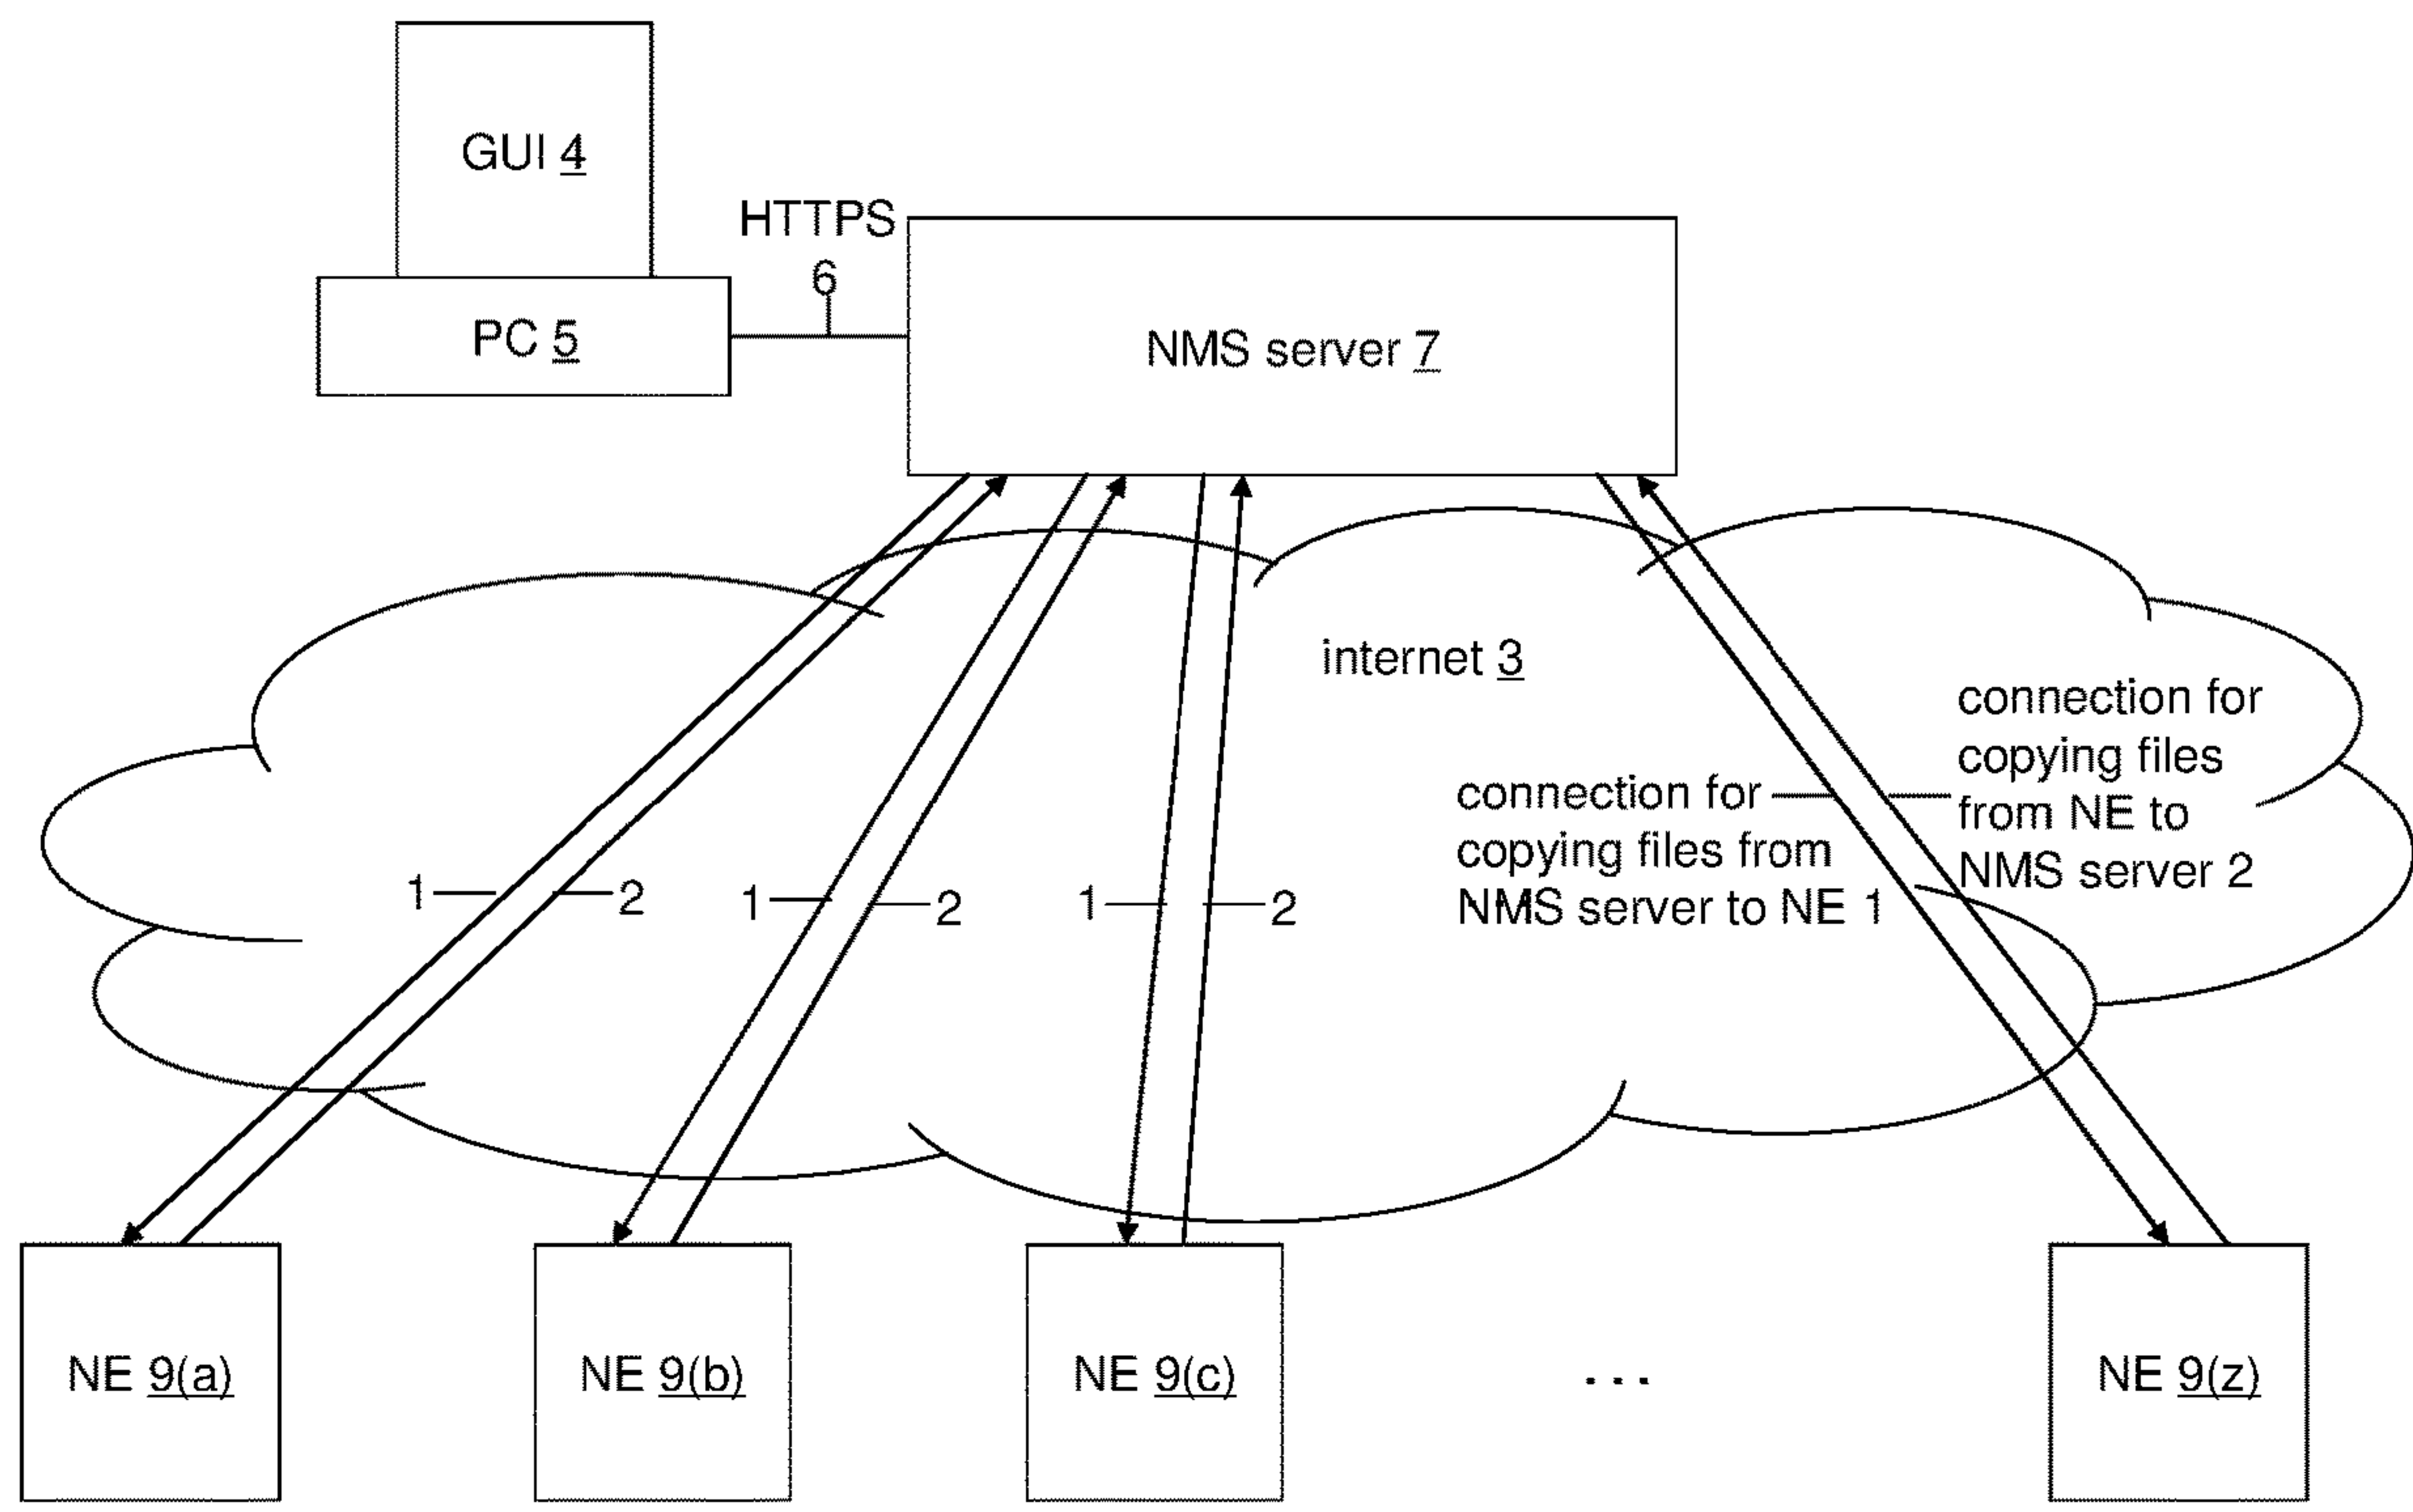 GUI 4
HTTPS
6
PC 5
NMS server 7
internet 3
connection for
copying files
from NE to
NMS server 2
connection for
copying files from
NMS server to NE 1
1
2
1
2
1
2
NE 9(a)
NE 9(b)
NE 9(c)
...
NE 9(z)